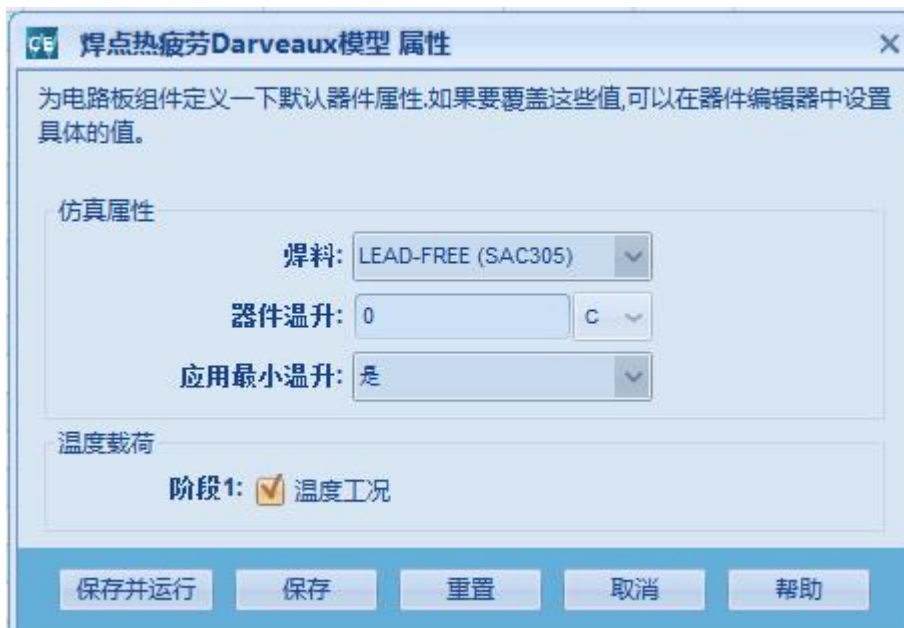 CE 焊点热疲劳Darveaux模型 属性
为电路板组件定义一下默认器件属性.如果要覆盖这些值,可以在器件编辑器中设置
具体的值。
仿真属性
焊料: LEAD-FREE (SAC305)
器件温升: 0 C
应用最小温升: 是
温度载荷
阶段1: 温度工况
保存并运行 保存 重置 取消 帮助